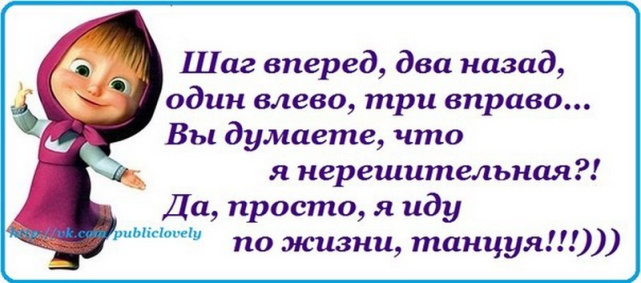 Шаг вперед, два назад,
один влево, три вправо...
Вы думаете, что
я нерешительная?!
Да, просто, я иду
по жизни, танцуя!!!)))
http://vk.com/publiclovely